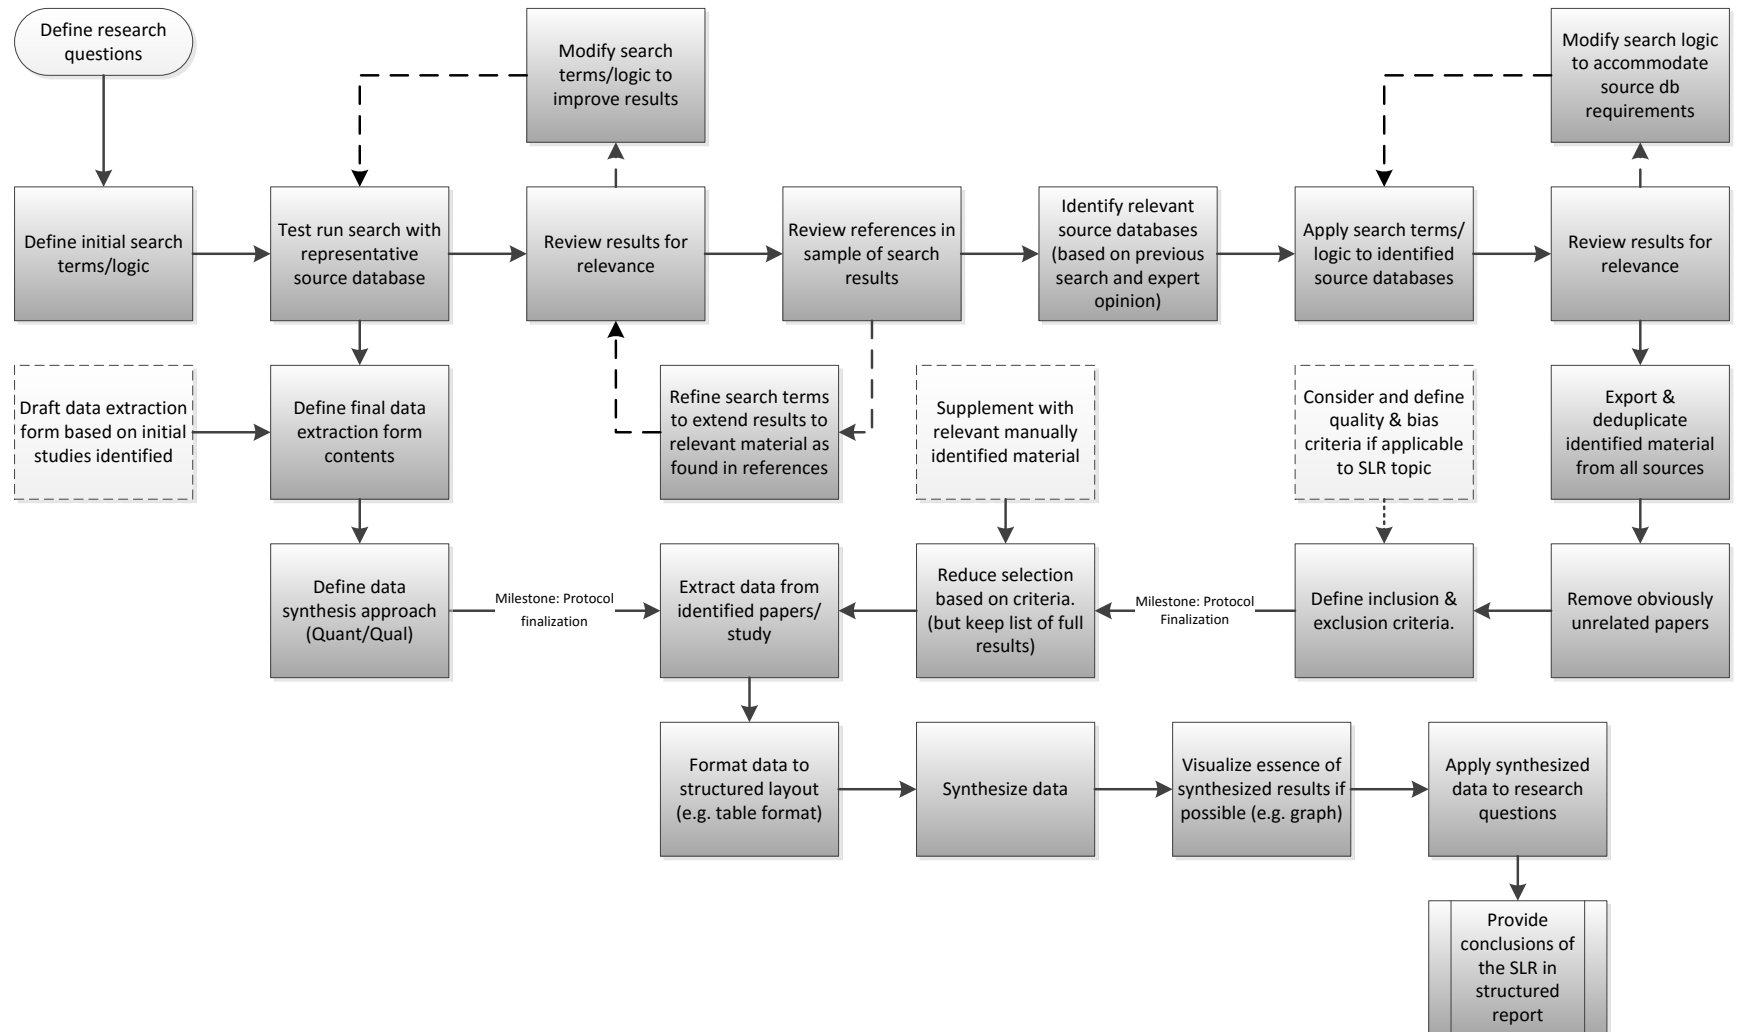 Define research
questions
Modify search
terms/logic to
improve results
Modify search logic
to accommodate
source db
requirements
Define initial search
terms/logic
Test run search with
representative
source database
Review results for
relevance
Review references in
sample of search
results
Identify relevant
source databases
(based on previous
search and expert
opinion)
Apply search terms/
logic to identified
source databases
Review results for
relevance
Draft data extraction
form based on initial
studies identified
Define final data
extraction form
contents
Refine search terms
to extend results to
relevant material as
found in references
Supplement with
relevant manually
identified material
Consider and define
quality & bias
criteria if applicable
to SLR topic
Export &
deduplicate
identified material
from all sources
Define data
synthesis approach
(Quant/Qual)
Milestone: Protocol
finalization
Extract data from
identified papers/
study
Reduce selection
based on criteria.
(but keep list of full
results)
Milestone: Protocol
Finalization
Define inclusion &
exclusion criteria.
Remove obviously
unrelated papers
Format data to
structured layout
(e.g. table format)
Synthesize data
Visualize essence of
synthesized results if
possible (e.g. graph)
Apply synthesized
data to research
questions
Provide
conclusions of
the SLR in
structured
report